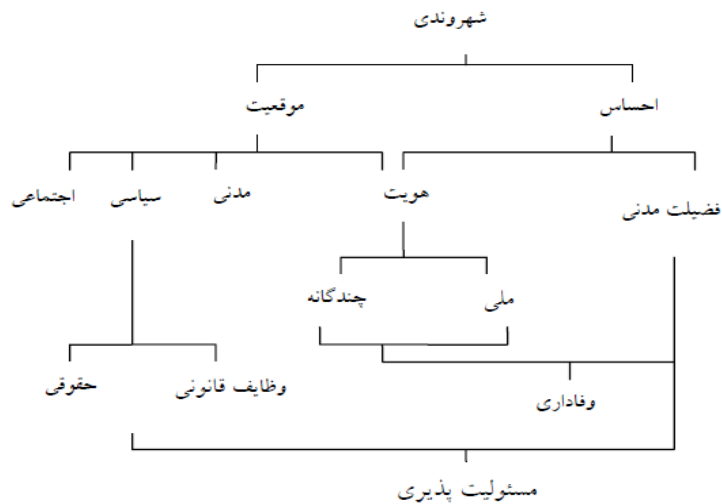 شهروندی
احساس
موقعیت
فضیلت مدنی
هویت
مدنی
سیاسی
اجتماعی
ملی
چندگانه
وفاداری
وظایف قانونی
حقوقی
مسئولیت پذیری